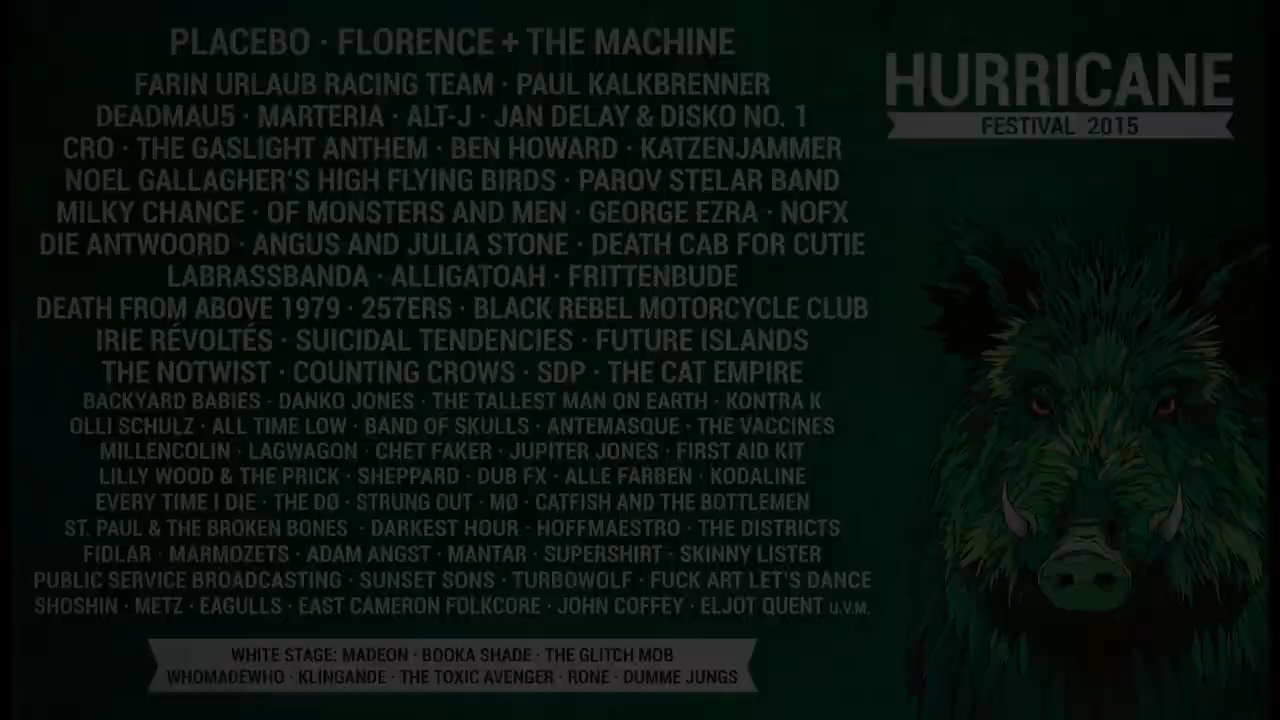 PLACEBO · FLORENCE + THE MACHINE
FARIN URLAUB RACING TEAM · PAUL KALKBRENNER
DEADMAU5 · MARTERIA · ALT-J · JAN DELAY & DISKO NO. 1
CRO · THE GASLIGHT ANTHEM · BEN HOWARD · KATZENJAMMER
NOEL GALLAGHER'S HIGH FLYING BIRDS · PAROV STELAR BAND
MILKY CHANCE · OF MONSTERS AND MEN · GEORGE EZRA · NOFX
DIE ANTWOORD · ANGUS AND JULIA STONE · DEATH CAB FOR CUTIE
LABRASSBANDA · ALLIGATOAH · FRITTENBUDE
DEATH FROM ABOVE 1979 · 257ERS · BLACK REBEL MOTORCYCLE CLUB
IRIE RÉVOLTÉS · SUICIDAL TENDENCIES · FUTURE ISLANDS
THE NOTWIST · COUNTING CROWS · SDP · THE CAT EMPIRE
BACKYARD BABIES · DANKO JONES · THE TALLEST MAN ON EARTH · KONTRA K
OLLI SCHULZ · ALL TIME LOW · BAND OF SKULLS · ANTEMASQUE · THE VACCINES
MILLENCOLIN · LAGWAGON · CHET FAKER · JUPITER JONES · FIRST AID KIT
LILLY WOOD & THE PRICK · SHEPPARD · DUB FX · ALLE FARBEN · KODALINE
EVERY TIME I DIE · THE DØ · STRUNG OUT · MØ · CATFISH AND THE BOTTLEMEN
ST. PAUL & THE BROKEN BONES · DARKEST HOUR · HOFFMAESTRO · THE DISTRICTS
FIDLAR · MARMOZETS · ADAM ANGST · MANTAR · SUPERSHIRT · SKINNY LISTER
PUBLIC SERVICE BROADCASTING · SUNSET SONS · TURBOWOLF · FUCK ART LET'S DANCE
SHOSHIN · METZ · EAGULLS · EAST CAMERON FOLKCORE · JOHN COFFEY · ELJOT QUENT U.V.M.
WHITE STAGE: MADEON · BOOKA SHADE · THE GLITCH MOB
WHOMADEWHO · KLINGANDE · THE TOXIC AVENGER · RONE · DUMME JUNGS
HURRICANE
FESTIVAL 2015